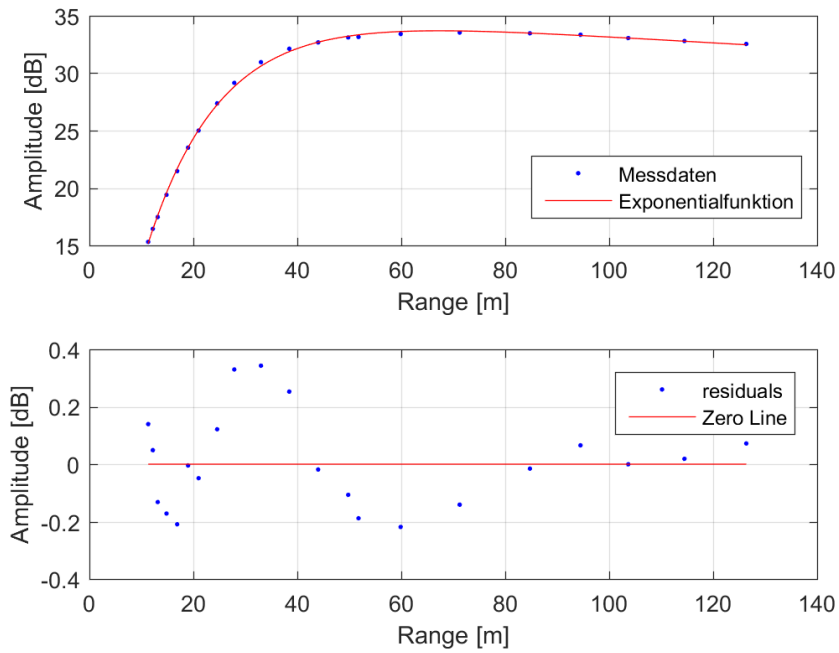 35
30
25
20
15
Amplitude [dB]
Messdaten
Exponentialfunktion
0 20 40 60 80 100 120 140
Range [m]
0.4
0.2
0
-0.2
-0.4
Amplitude [dB]
residuals
Zero Line
0 20 40 60 80 100 120 140
Range [m]